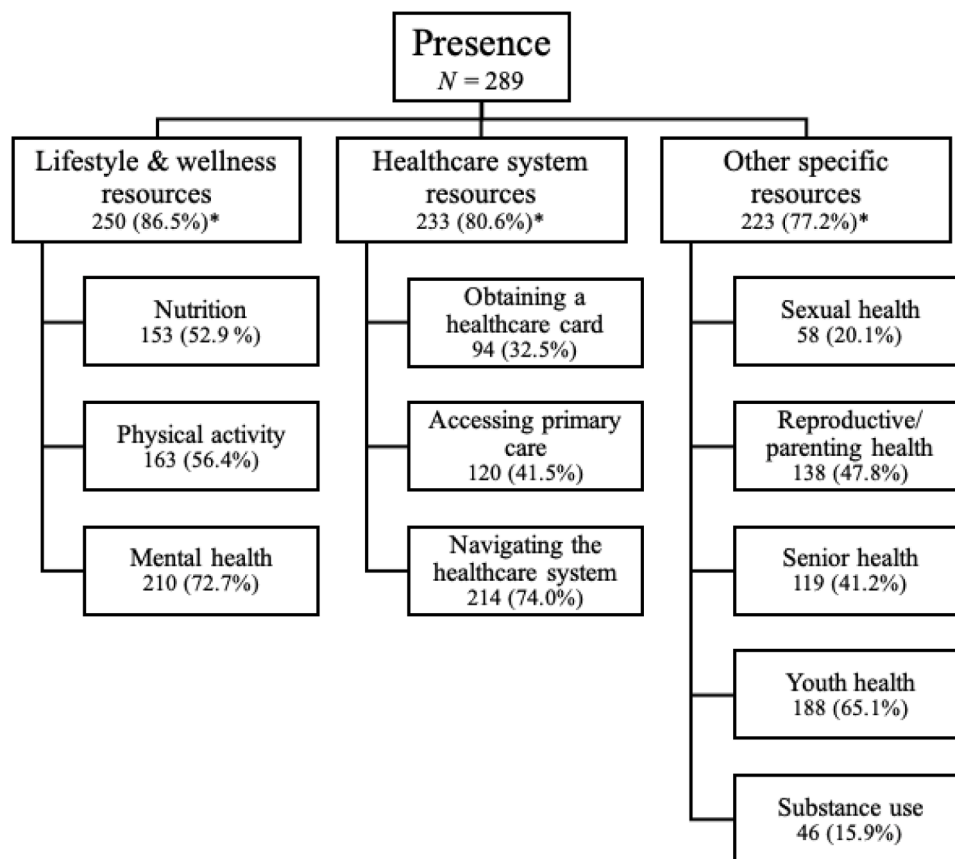 Presence
N = 289
Lifestyle & wellness
resources
250 (86.5%)*
Healthcare system
resources
233 (80.6%)*
Other specific
resources
223 (77.2%)*
Nutrition
153 (52.9 %)
Physical activity
163 (56.4%)
Mental health
210 (72.7%)
Obtaining a
healthcare card
94 (32.5%)
Accessing primary
care
120 (41.5%)
Navigating the
healthcare system
214 (74.0%)
Sexual health
58 (20.1%)
Reproductive/
parenting health
138 (47.8%)
Senior health
119 (41.2%)
Youth health
188 (65.1%)
Substance use
46 (15.9%)